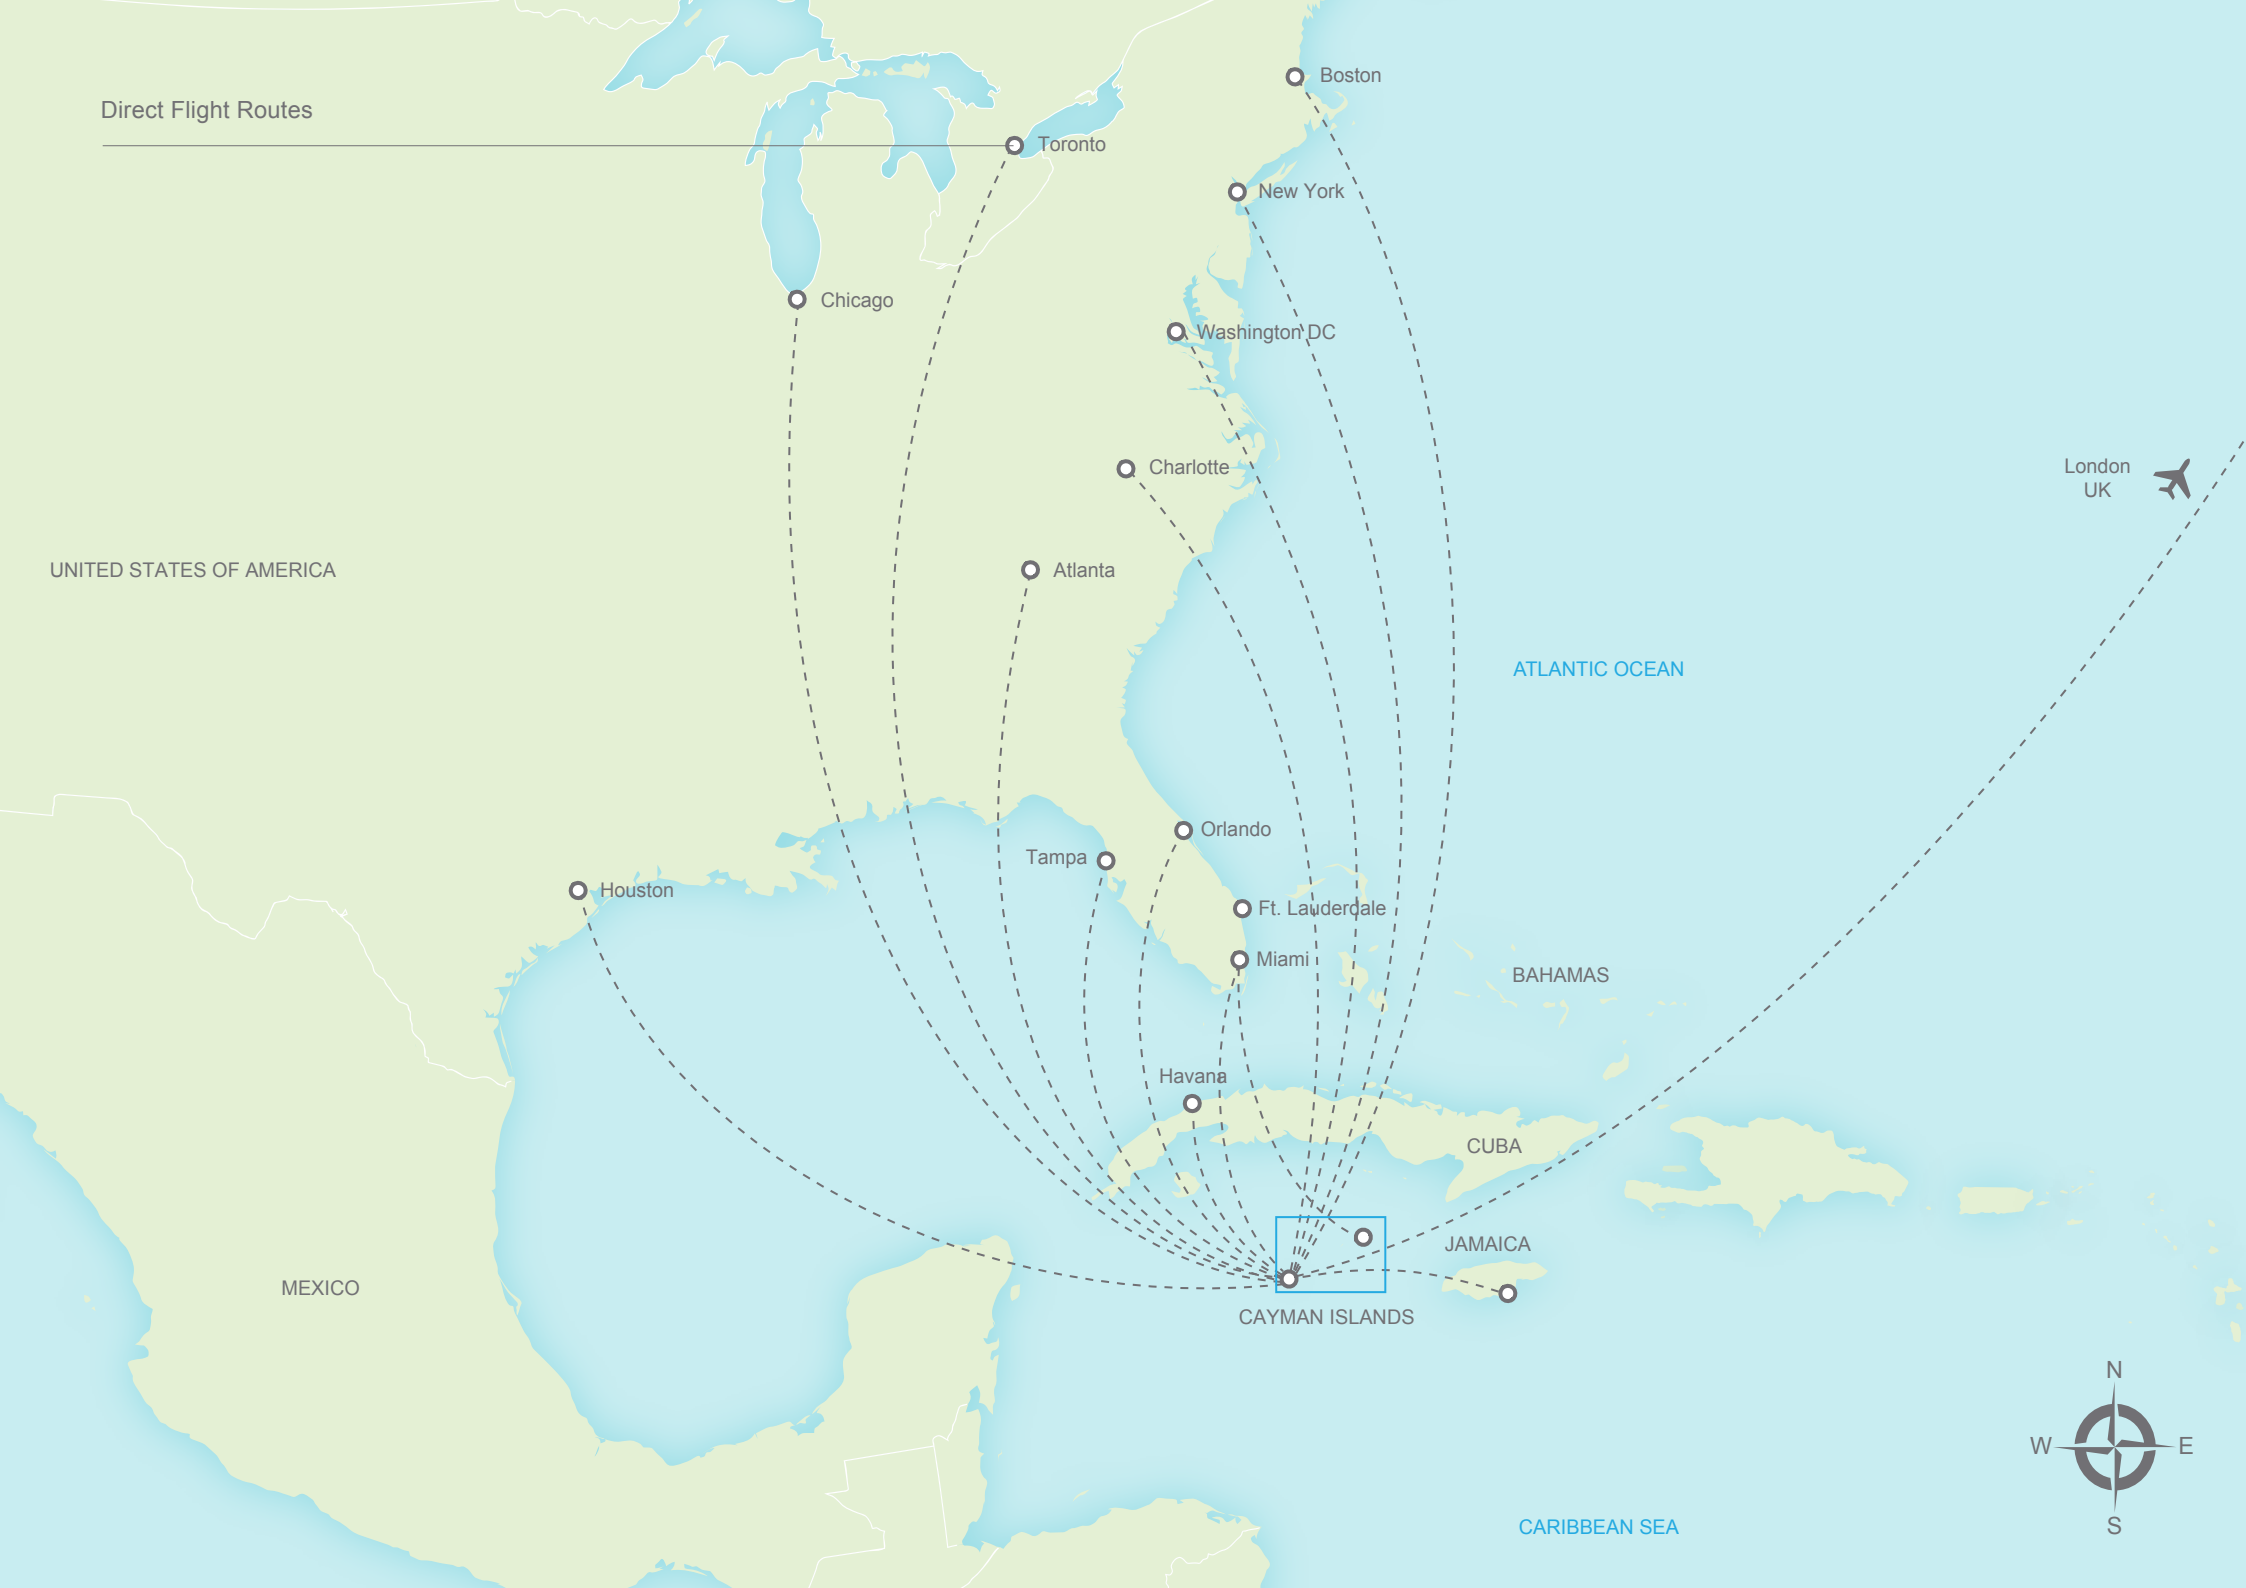 Boston
Direct Flight Routes
Toronto
New York
Chicago
Washington DC
Charlotte
London
UK
Atlanta
UNITED STATES OF AMERICA
ATLANTIC OCEAN
Orlando
Tampa
Houston
Ft. Lauderdale
Miami
BAHAMAS
Havana
CUBA
JAMAICA
MEXICO
CAYMAN ISLANDS
N
W
E
S
CARIBBEAN SEA